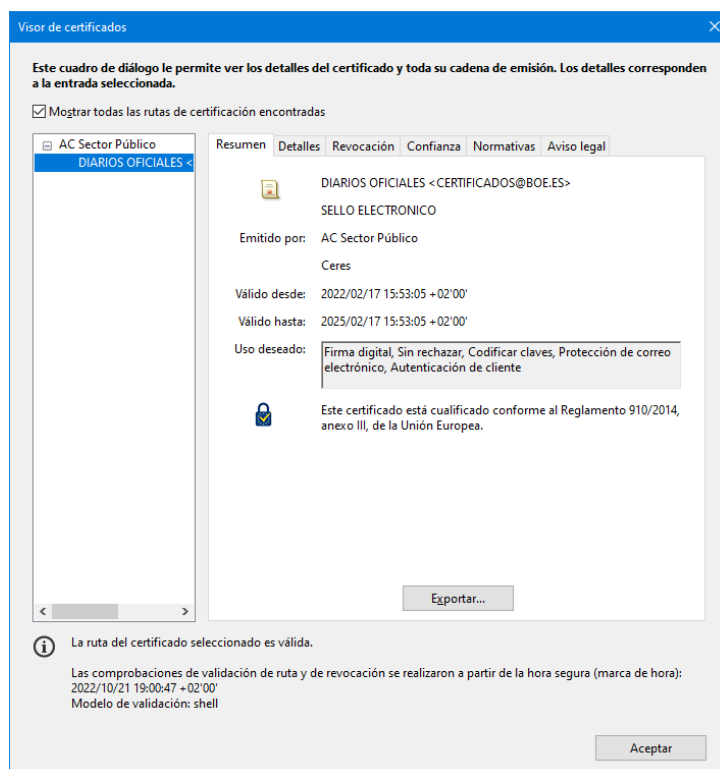 Visor de certificados
Este cuadro de diálogo le permite ver los detalles del certificado y toda su cadena de emisión. Los detalles corresponden
a la entrada seleccionada.
Mostrar todas las rutas de certificación encontradas
AC Sector Público
DIARIOS OFICIALES <
Resumen Detalles Revocación Confianza Normativas Aviso legal
DIARIOS OFICIALES <CERTIFICADOS@BOE.ES>
SELLO ELECTRONICO
Emitido por: AC Sector Público
Ceres
Válido desde: 2022/02/17 15:53:05 +02'00'
Válido hasta: 2025/02/17 15:53:05 +02'00'
Uso deseado: Firma digital, Sin rechazar, Codificar claves, Protección de correo
electrónico, Autenticación de cliente
Este certificado está cualificado conforme al Reglamento 910/2014,
anexo III, de la Unión Europea.
Exportar...
La ruta del certificado seleccionado es válida.
Las comprobaciones de validación de ruta y de revocación se realizaron a partir de la hora segura (marca de hora):
2022/10/21 19:00:47 +02'00'
Modelo de validación: shell
Aceptar